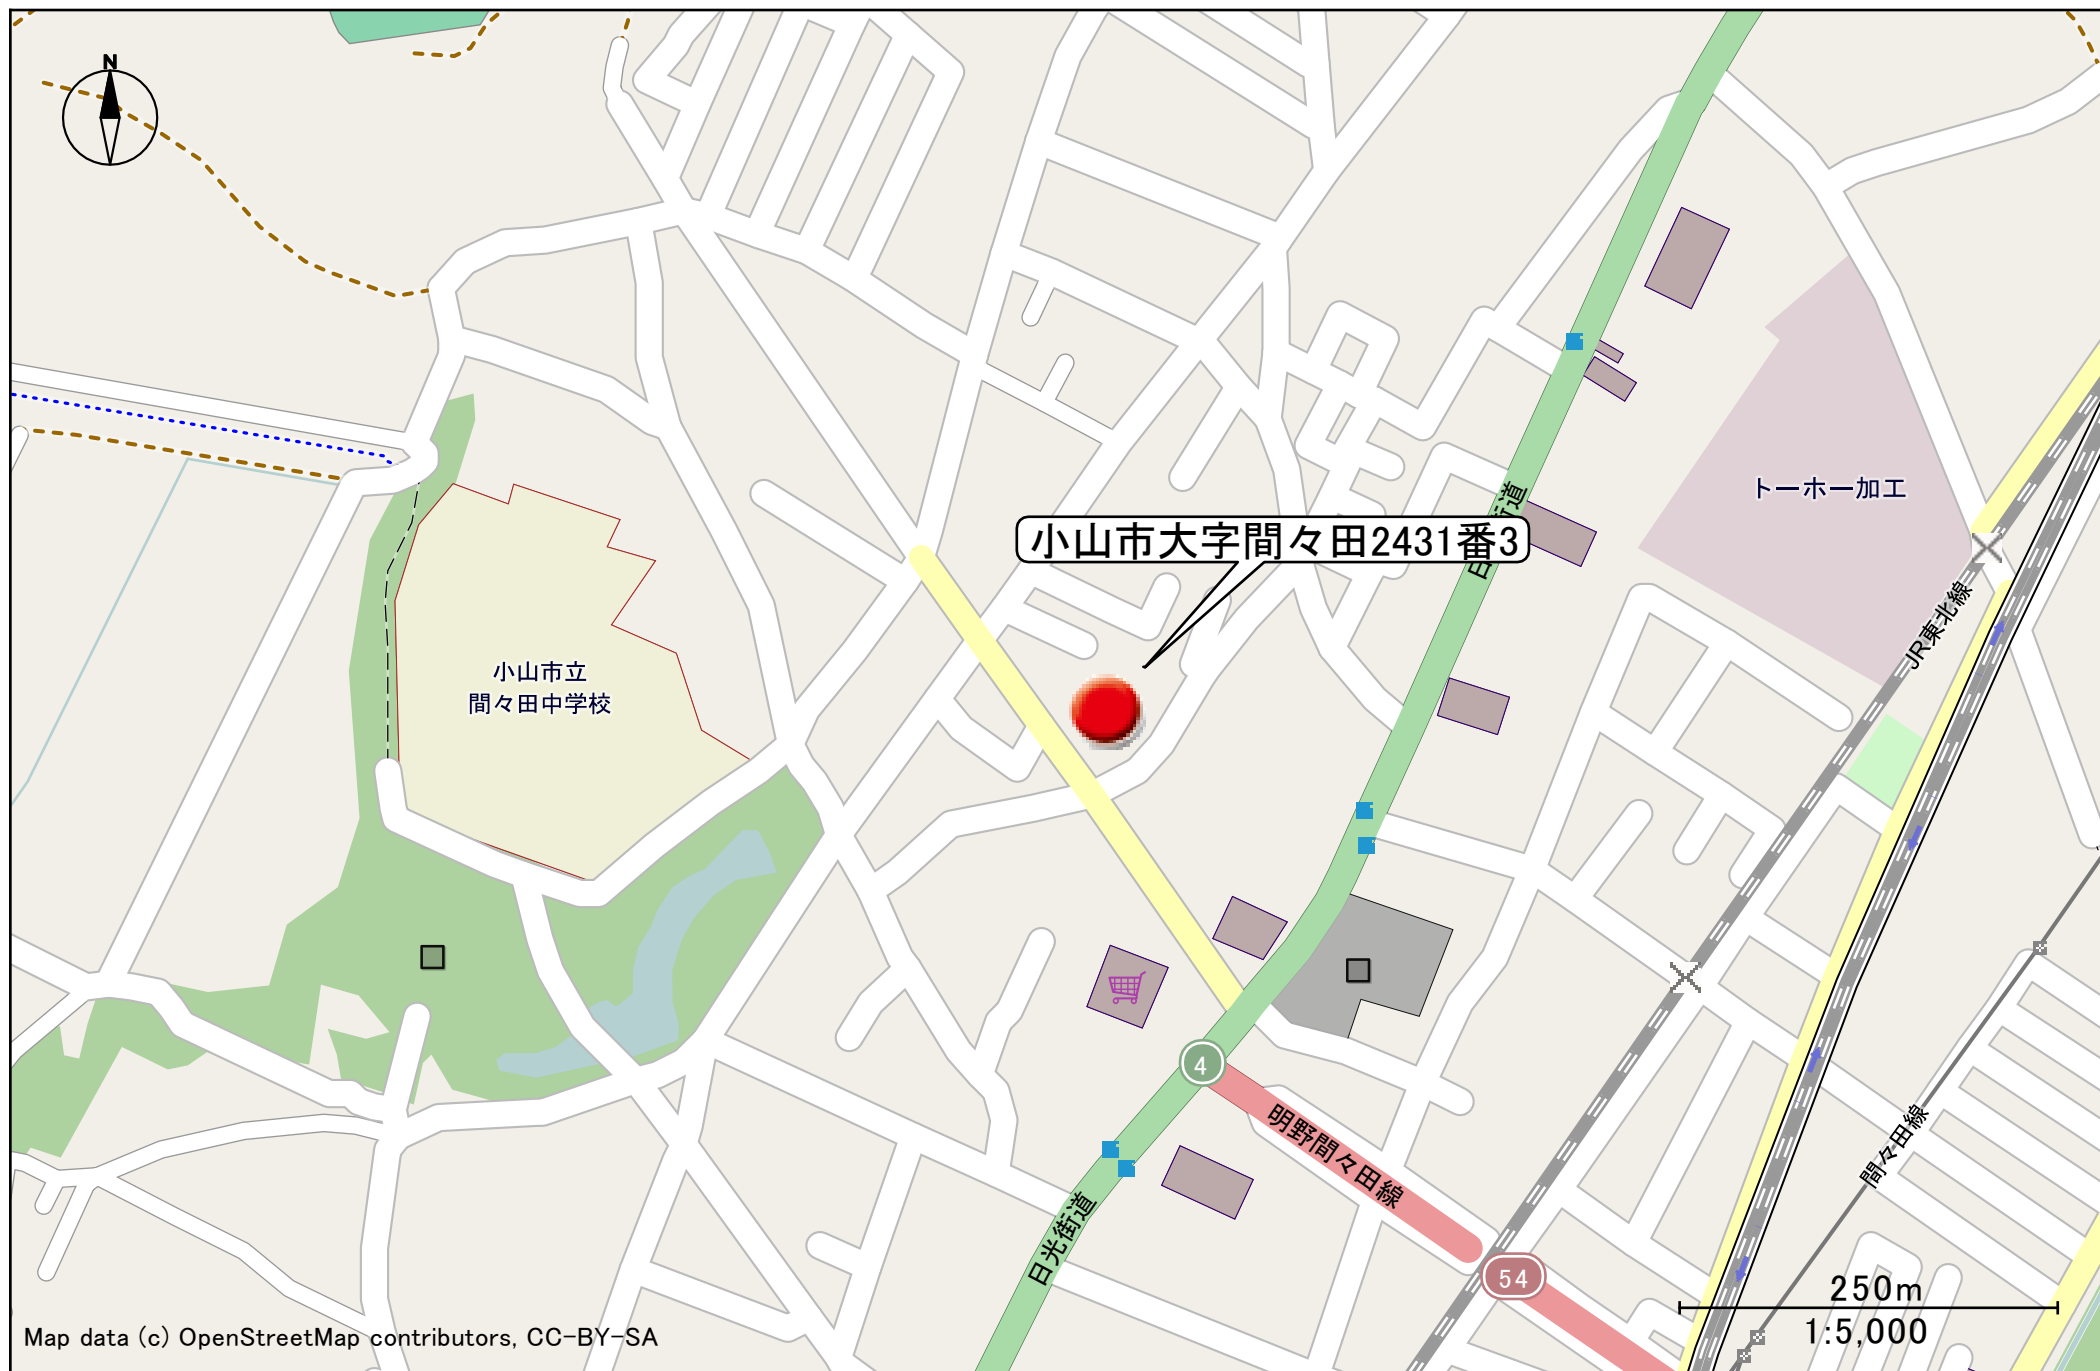 N
トーホー加工
日 街道
小山市大字間々田2431番3
JR東北線
小山市立
間々田中学校
4
明野間々田線
間々田線
日光街道
54
250m
1:5,000
Map data (c) OpenStreetMap contributors, CC-BY-SA